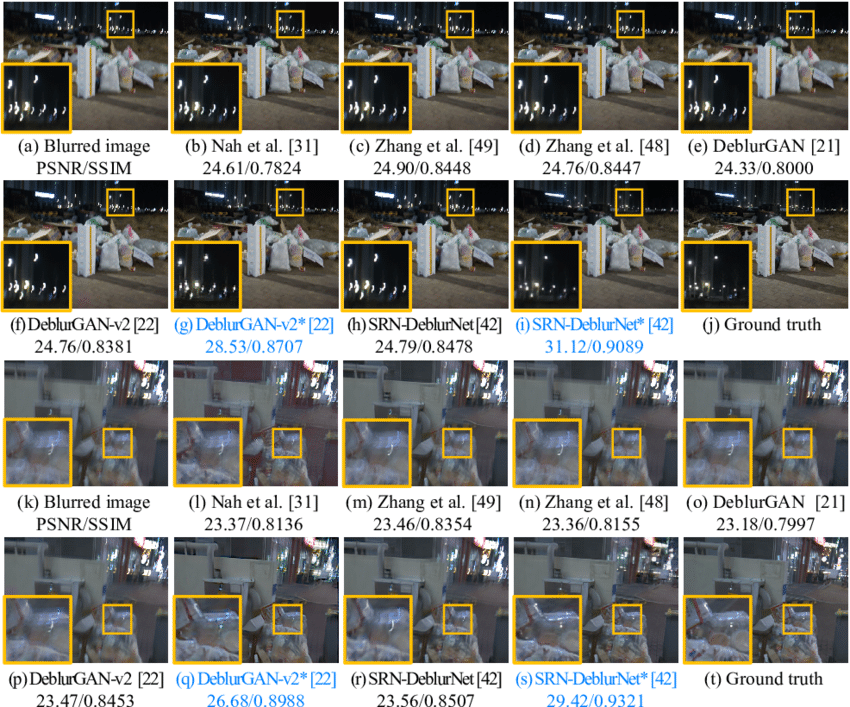 (a) Blurred image (b) Nah et al. [31] (c) Zhang et al. [49] (d) Zhang et al. [48] (e) DeblurGAN [21]
PSNR/SSIM 24.61/0.7824 24.90/0.8448 24.76/0.8447 24.33/0.8000
(f) DeblurGAN-v2 [22] (g) DeblurGAN-v2* [22] (h) SRN-DeblurNet [42] (i) SRN-DeblurNet* [42] (j) Ground truth
24.76/0.8381 28.53/0.8707 24.79/0.8478 31.12/0.9089
(k) Blurred image (l) Nah et al. [31] (m) Zhang et al. [49] (n) Zhang et al. [48] (o) DeblurGAN [21]
PSNR/SSIM 23.37/0.8136 23.46/0.8354 23.36/0.8155 23.18/0.7997
(p) DeblurGAN-v2 [22] (q) DeblurGAN-v2* [22] (r) SRN-DeblurNet [42] (s) SRN-DeblurNet* [42] (t) Ground truth
23.47/0.8453 26.68/0.8988 23.56/0.8507 29.42/0.9321